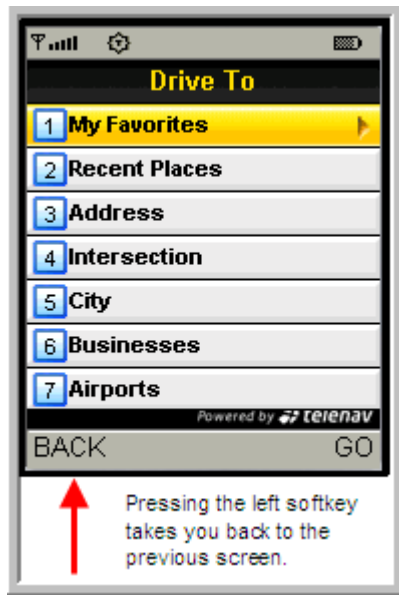 Drive To
1 My Favorites
2 Recent Places
3 Address
4 Intersection
5 City
6 Businesses
7 Airports
Powered by telenav
BACK GO
Pressing the left softkey
takes you back to the
previous screen.